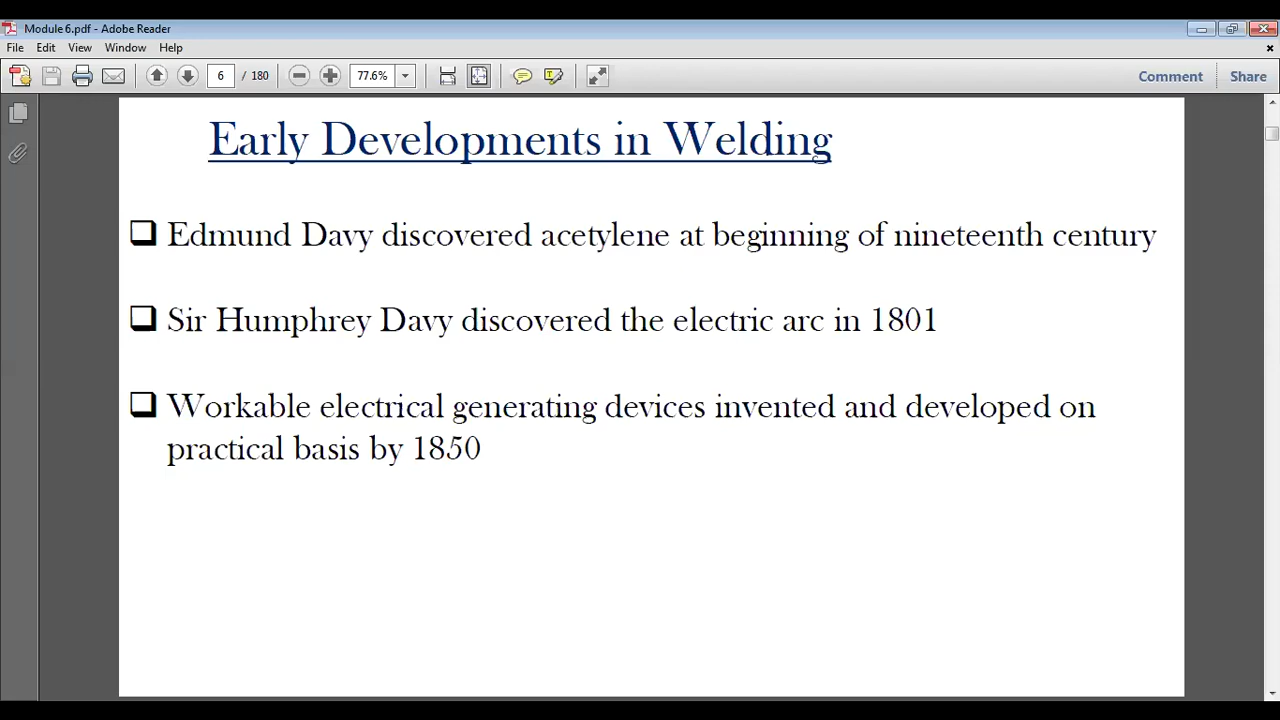 Module 6.pdf - Adobe Reader
File Edit View Window Help
6 / 180 77.6% Comment Share
Early Developments in Welding
Edmund Davy discovered acetylene at beginning of nineteenth century
Sir Humphrey Davy discovered the electric arc in 1801
Workable electrical generating devices invented and developed on
practical basis by 1850